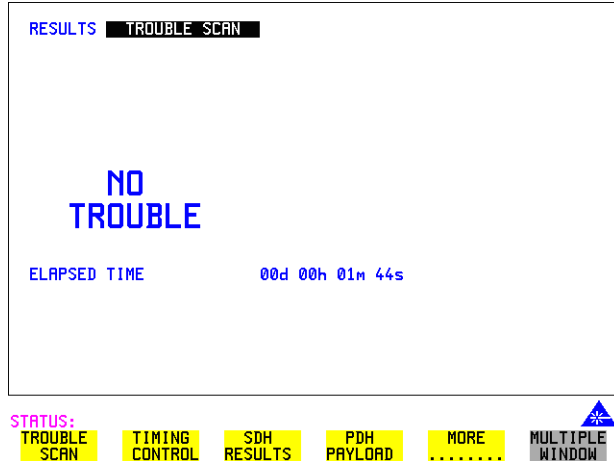 RESULTS TROUBLE SCAN
NO
TROUBLE
ELAPSED TIME 00d 00h 01m 44s
STATUS:
TROUBLE TIMING SDH PDH MORE MULTIPLE
SCAN CONTROL RESULTS PAYLOAD ........ WINDOW